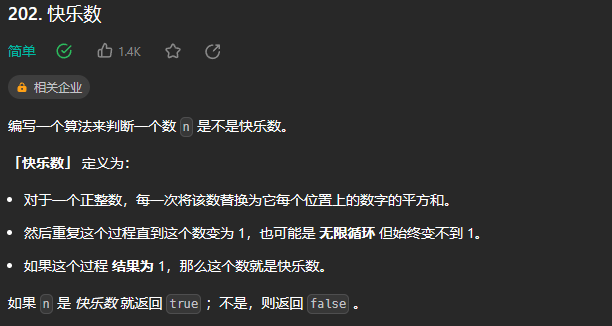 202. 快乐数
简单 1.4K
相关企业
编写一个算法来判断一个数 n 是不是快乐数。
「快乐数」 定义为：
• 对于一个正整数，每一次将该数替换为它每个位置上的数字的平方和。
• 然后重复这个过程直到这个数变为 1，也可能是 无限循环 但始终变不到 1。
• 如果这个过程 结果为 1，那么这个数就是快乐数。
如果 n 是 快乐数 就返回 true ；不是，则返回 false 。